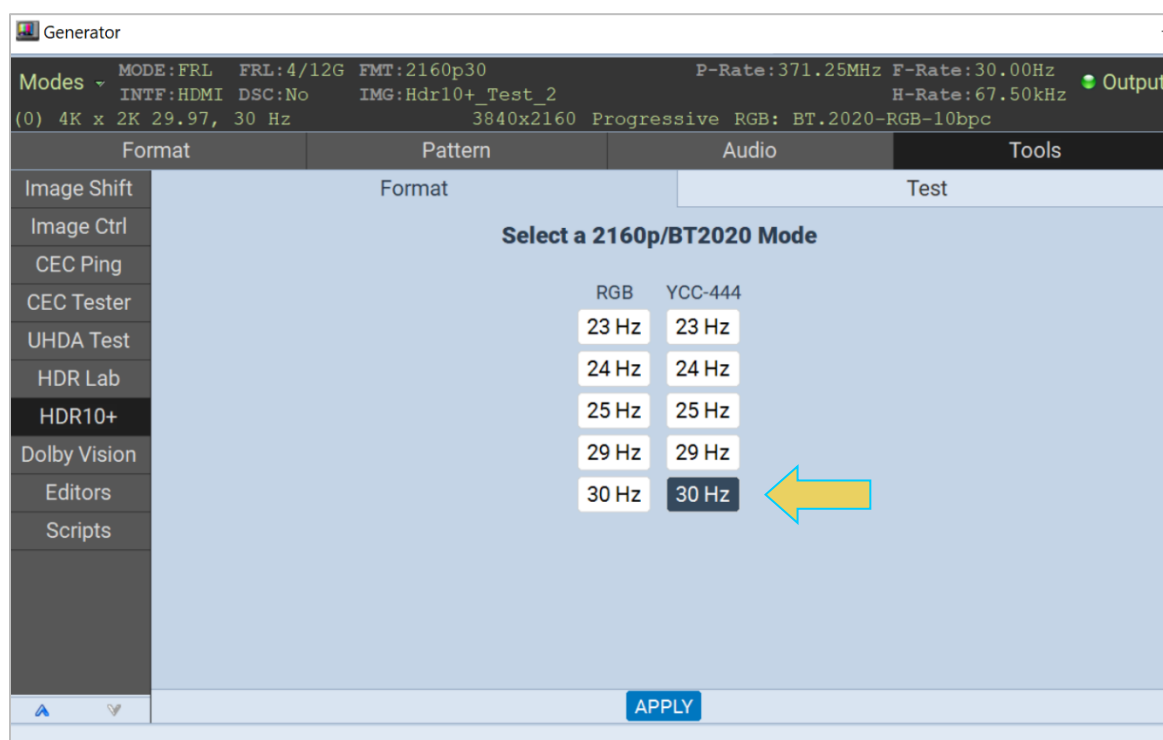 Generator
Modes MODE:FRL FRL:4/12G FMT:2160p30 P-Rate:371.25MHz F-Rate:30.00Hz
INTF:HDMI DSC:No IMG:Hdr10+_Test_2 H-Rate:67.50kHz Output
(0) 4K x 2K 29.97, 30 Hz 3840x2160 Progressive RGB: BT.2020-RGB-10bpc
Format Pattern Audio Tools
Image Shift
Image Ctrl
CEC Ping
CEC Tester
UHDA Test
HDR Lab
HDR10+
Dolby Vision
Editors
Scripts
Format Test
Select a 2160p/BT2020 Mode
RGB YCC-444
23 Hz 23 Hz
24 Hz 24 Hz
25 Hz 25 Hz
29 Hz 29 Hz
30 Hz 30 Hz
APPLY